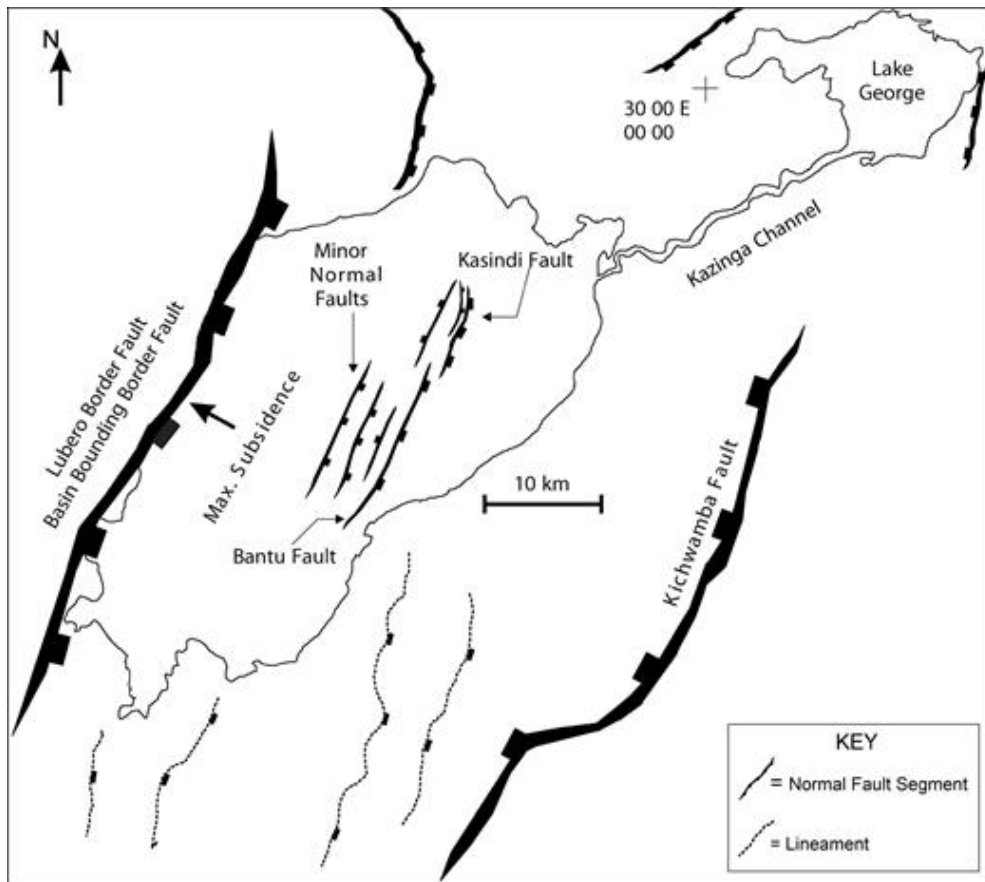 N
Lake
George
30 00 E
00 00
Kazinga Channel
Minor
Normal
Faults
Kasindi Fault
Lubero Border Fault
Basin Bounding Border Fault
Max. Subsidence
10 km
Bantu Fault
Kichwamba Fault
KEY
= Normal Fault Segment
= Lineament